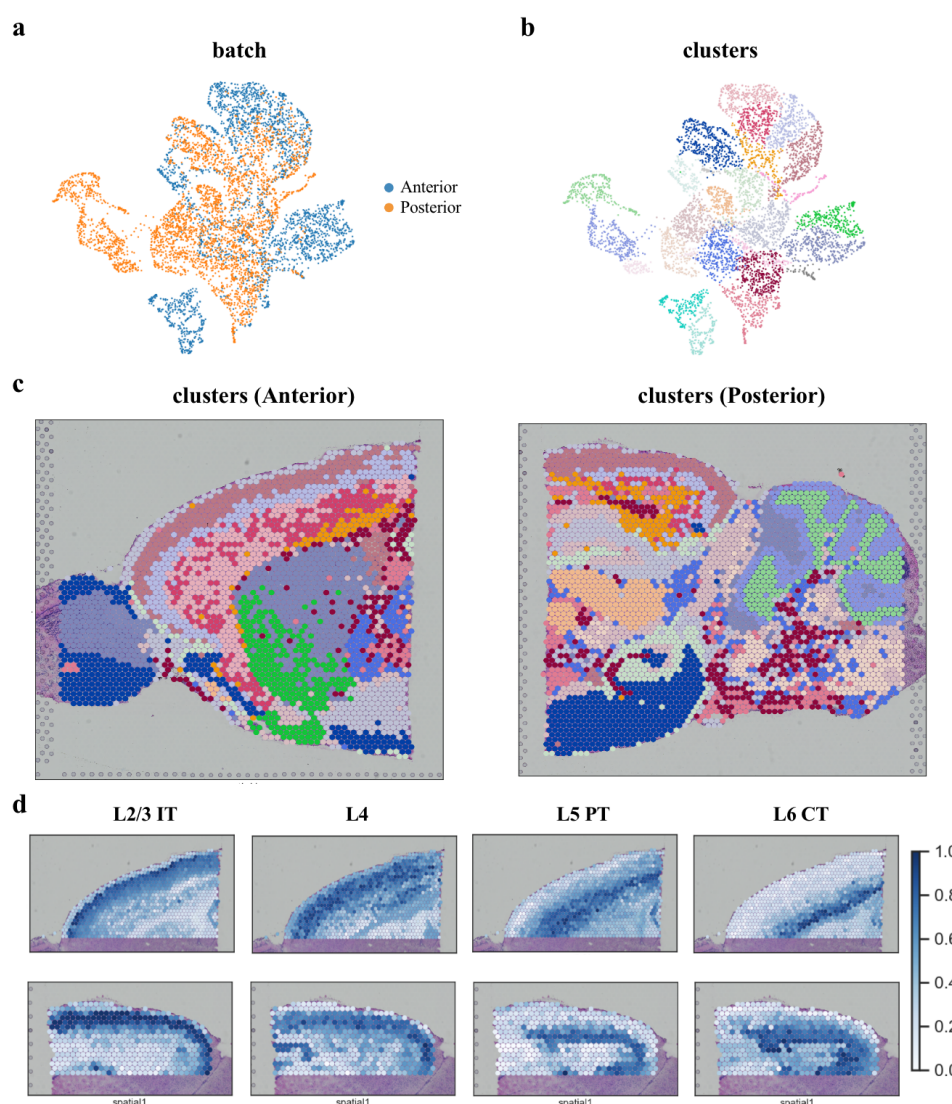 a
b
batch
clusters
Anterior
Posterior
c
clusters (Anterior)
clusters (Posterior)
d
L2/3 IT
L4
L5 PT
L6 CT
1.0
0.8
0.6
0.4
0.2
0.0
spatial1
spatial1
spatial1
spatial1